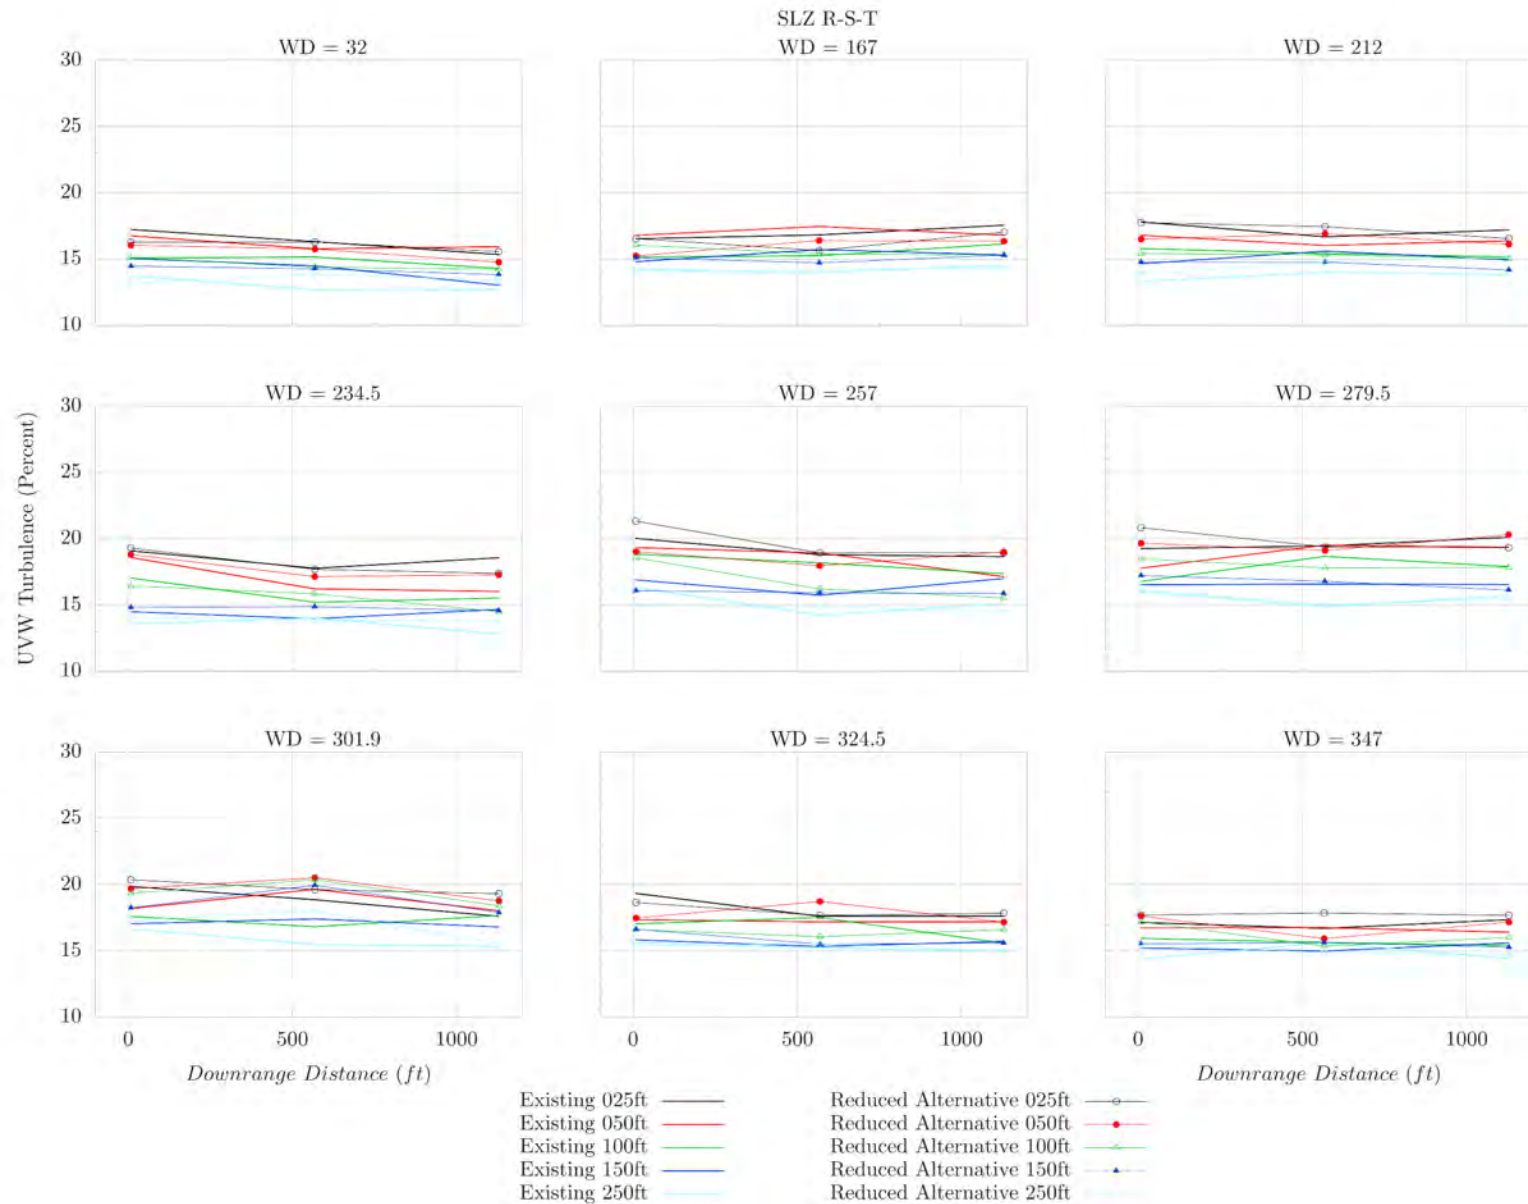 SLZ R-S-T
WD = 32
WD = 167
WD = 212
30
25
20
15
10
WD = 234.5
WD = 257
WD = 279.5
30
25
20
15
10
UVW Turbulence (Percent)
WD = 301.9
WD = 324.5
WD = 347
30
25
20
15
10
0 500 1000
0 500 1000
0 500 1000
Downrange Distance (ft)
Downrange Distance (ft)
Existing 025ft
Existing 050ft
Existing 100ft
Existing 150ft
Existing 250ft
Reduced Alternative 025ft
Reduced Alternative 050ft
Reduced Alternative 100ft
Reduced Alternative 150ft
Reduced Alternative 250ft